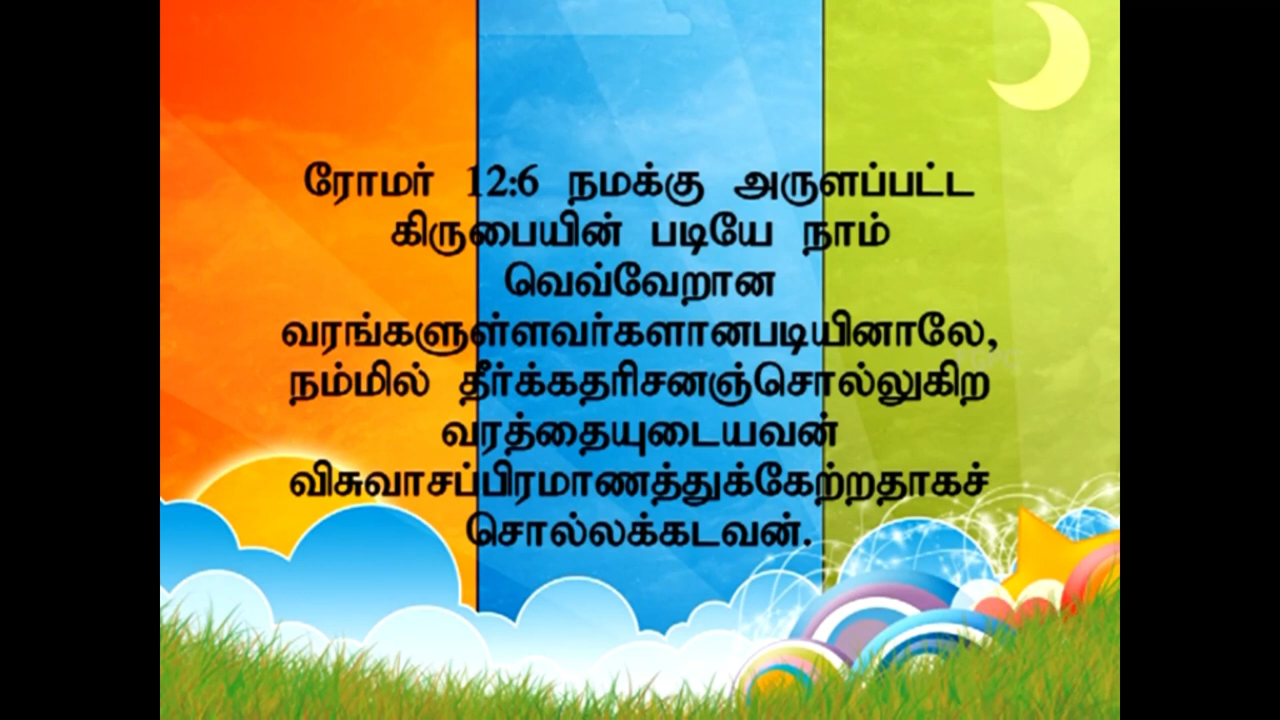 ரோமர் 12:6 நமக்கு அருளப்பட்ட
கிருபையின் படியே நாம்
வெவ்வேறான
வரங்களுள்ளவர்களானபடியினாலே,
நம்மில் தீர்க்கதரிசனஞ்சொல்லுகிற
வரத்தையுடையவன்
விசுவாசப்பிரமாணத்துக்கேற்றதாகச்
சொல்லக்கடவன்.